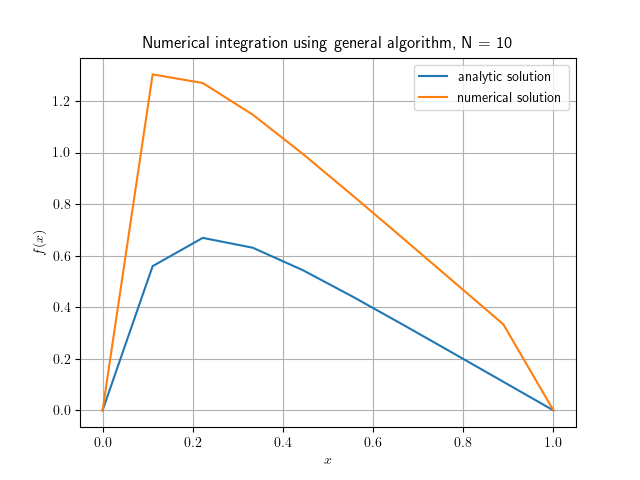 Numerical integration using general algorithm, N = 10
analytic solution
numerical solution
1.2
1.0
0.8
0.6
0.4
0.2
0.0
f(x)
0.0 0.2 0.4 0.6 0.8 1.0
x